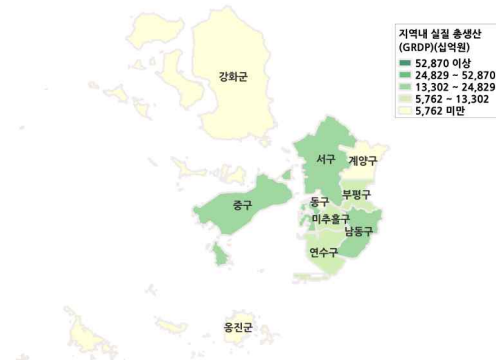 지역내 실질 총생산
(GRDP)(십억원)
52,870 이상
24,829 ~ 52,870
13,302 ~ 24,829
5,762 ~ 13,302
5,762 미만
강화군
서구
계양구
부평구
동구
중구
미추홀구
남동구
연수구
옹진군